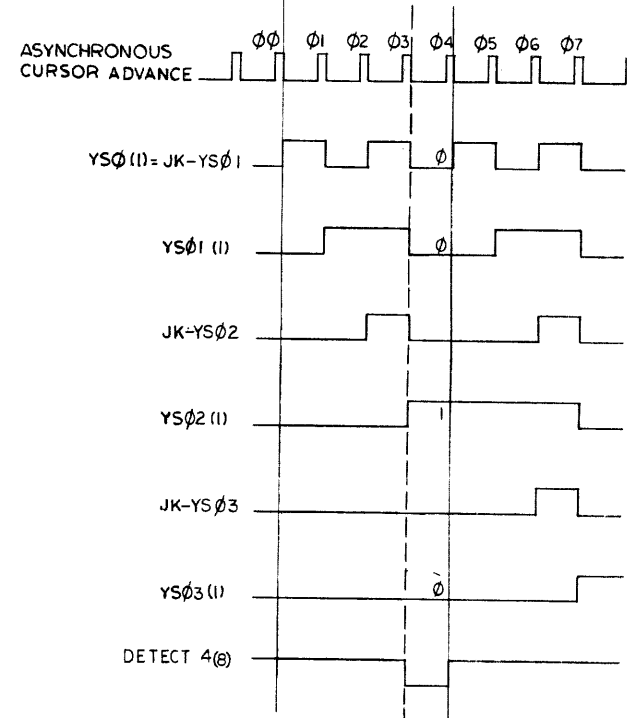 ØØ Ø1 Ø2 Ø3 Ø4 Ø5 Ø6 Ø7
ASYNCHRONOUS
CURSOR ADVANCE
YSØ(1)= JK-YSØ1
Ø
YSØ1 (1)
Ø
JK-YSØ2
YSØ2(1)
1
JK-YSØ3
YSØ3(1)
Ø
DETECT 4(8)